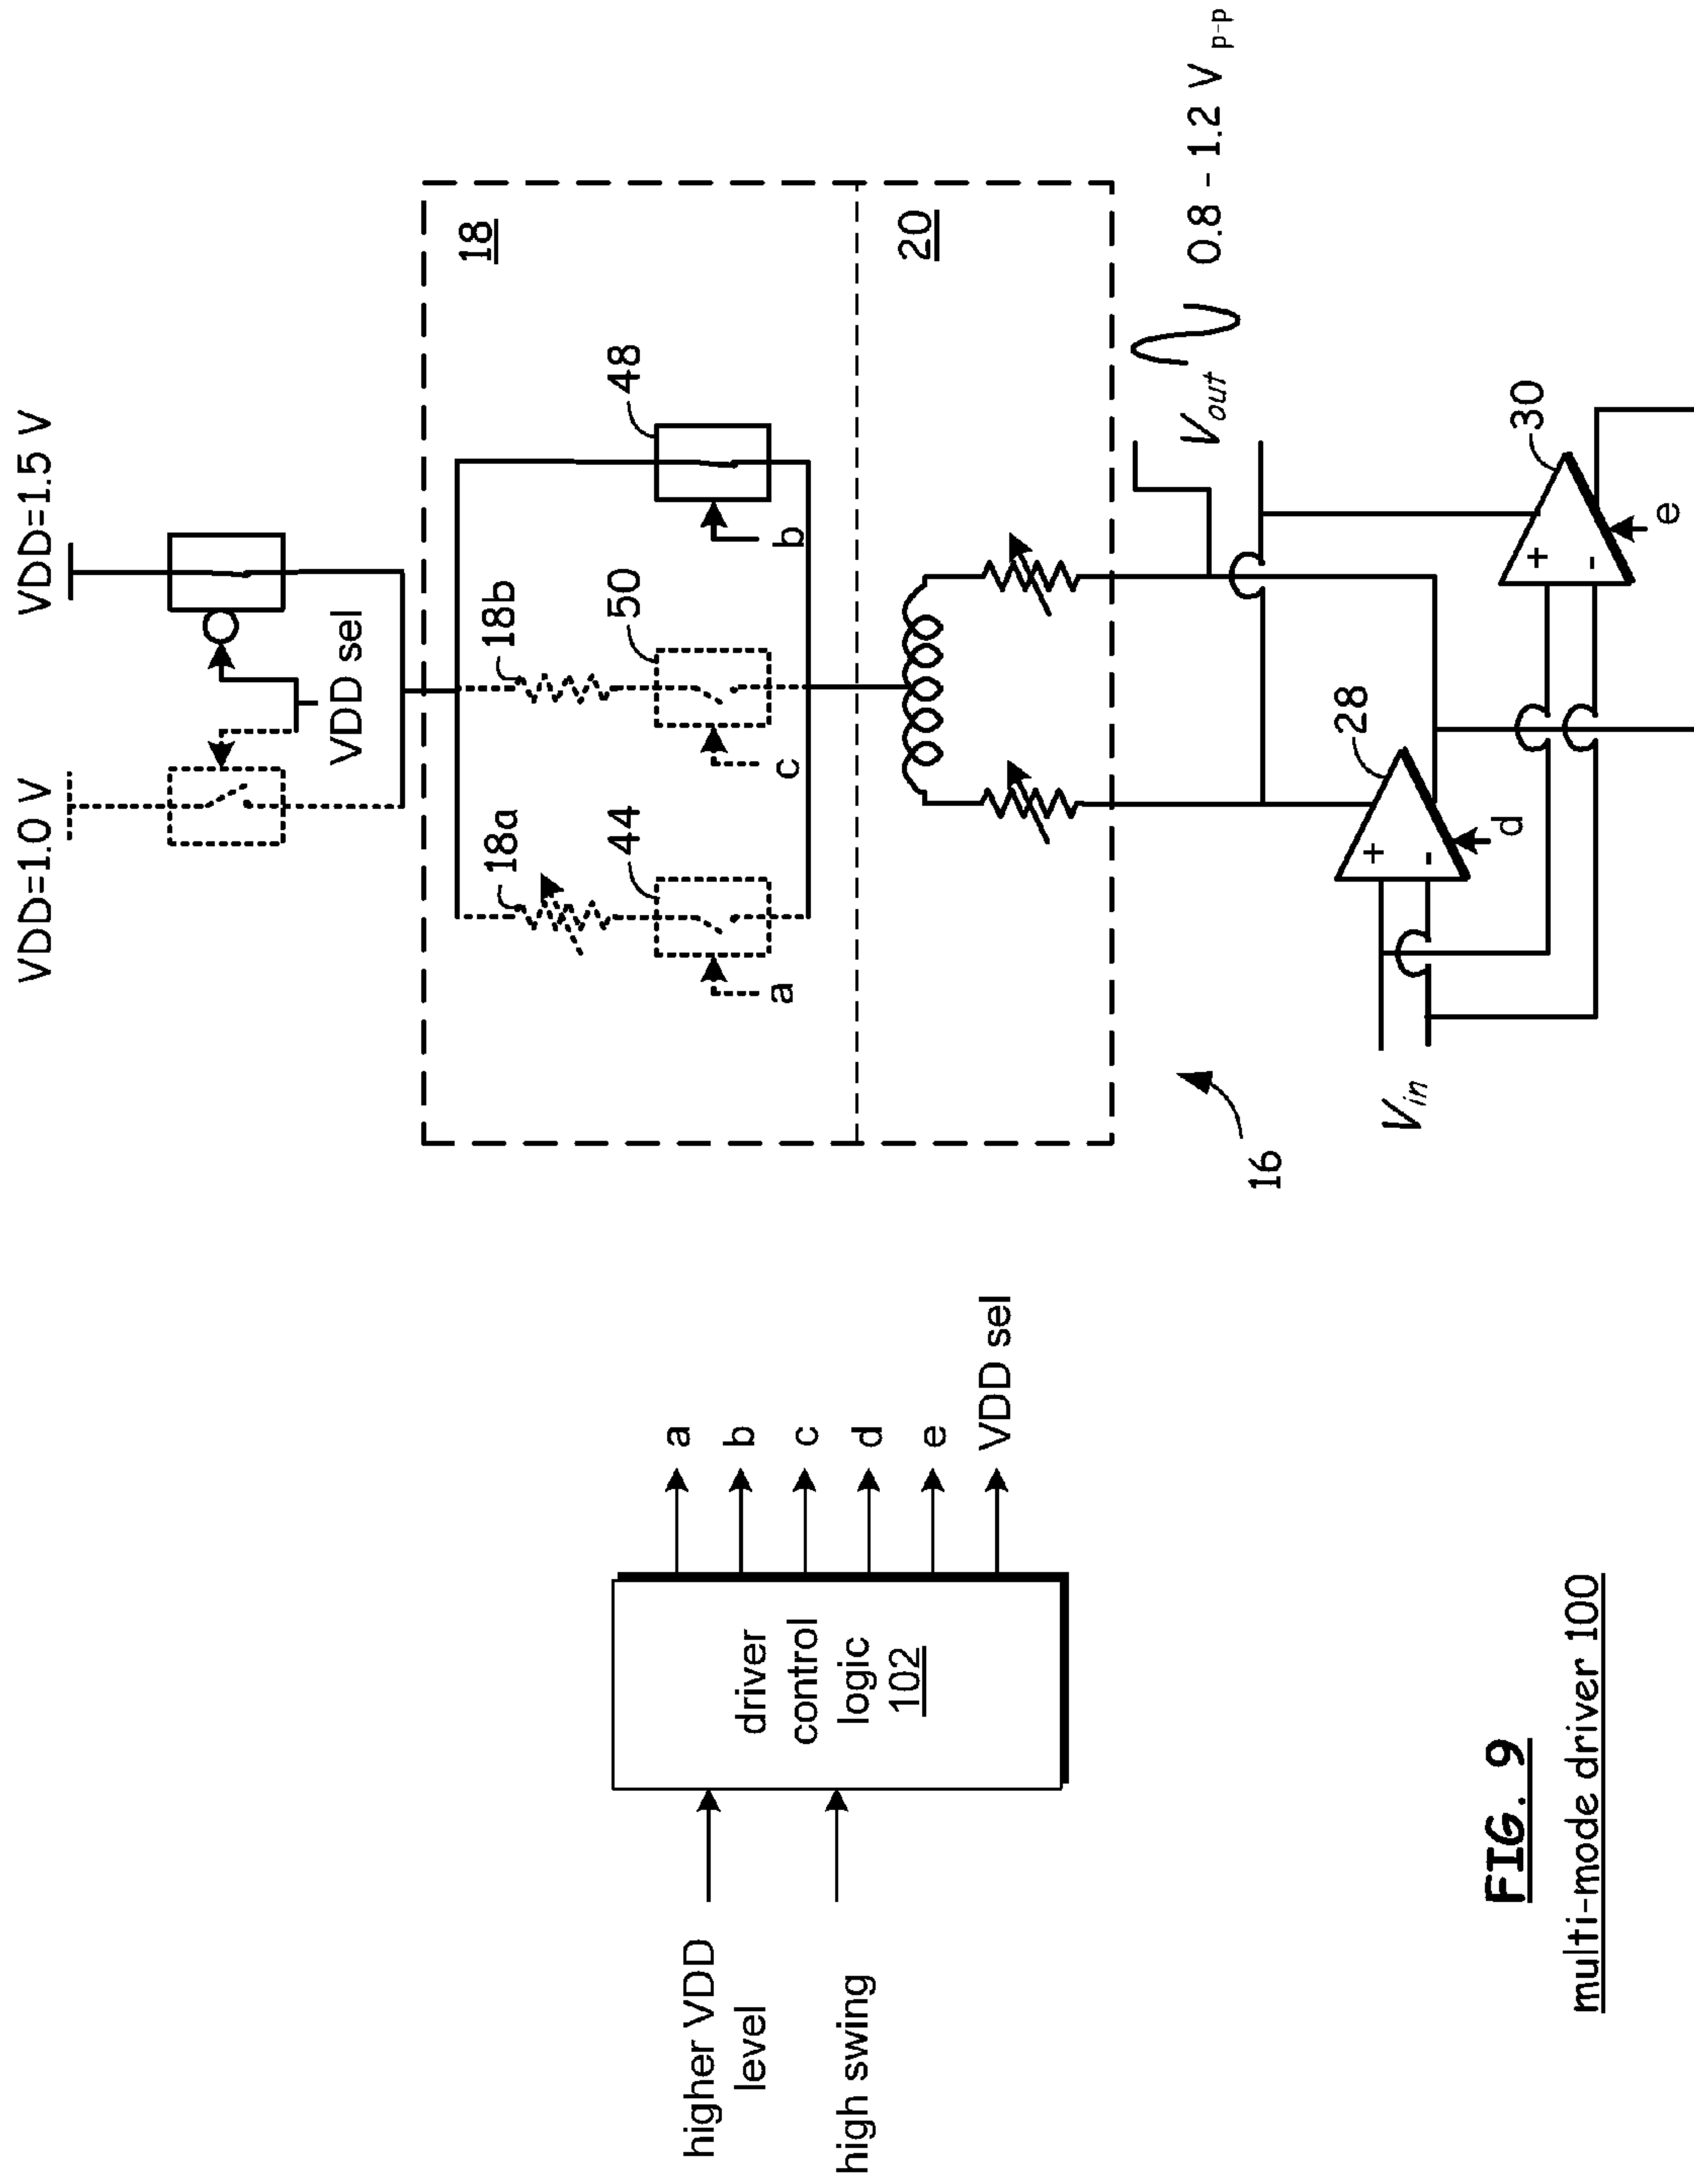 VDD=1.0 V
VDD=1.5 V
VDD sel
18
18a
18b
44
50
48
a
c
b
20
V_out
0.8 - 1.2 V p-p
V_in
28
30
+
-
+
-
d
e
16
higher VDD
level
high swing
driver
control
logic
102
a
b
c
d
e
VDD sel
FIG. 9
multi-mode driver 100